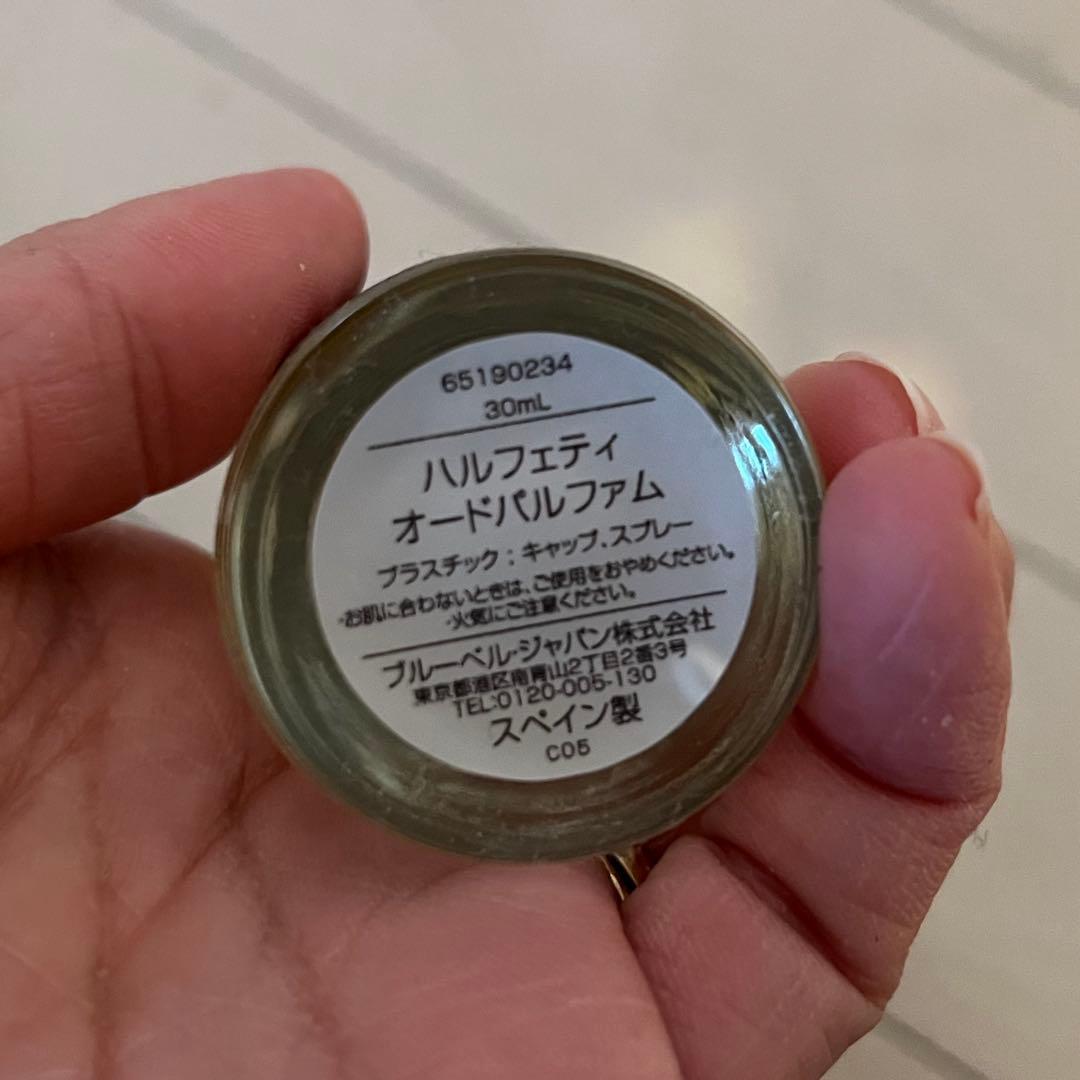 65190234
30mL
ハルフェティ
オードパルファム
プラスチック：キャップ、スプレー
・お肌に合わないときは、ご使用をおやめください。
・火気にご注意ください。
ブルーベル・ジャパン株式会社
東京都港区南青山2丁目2番3号
TEL:0120-005-130
スペイン製
C05